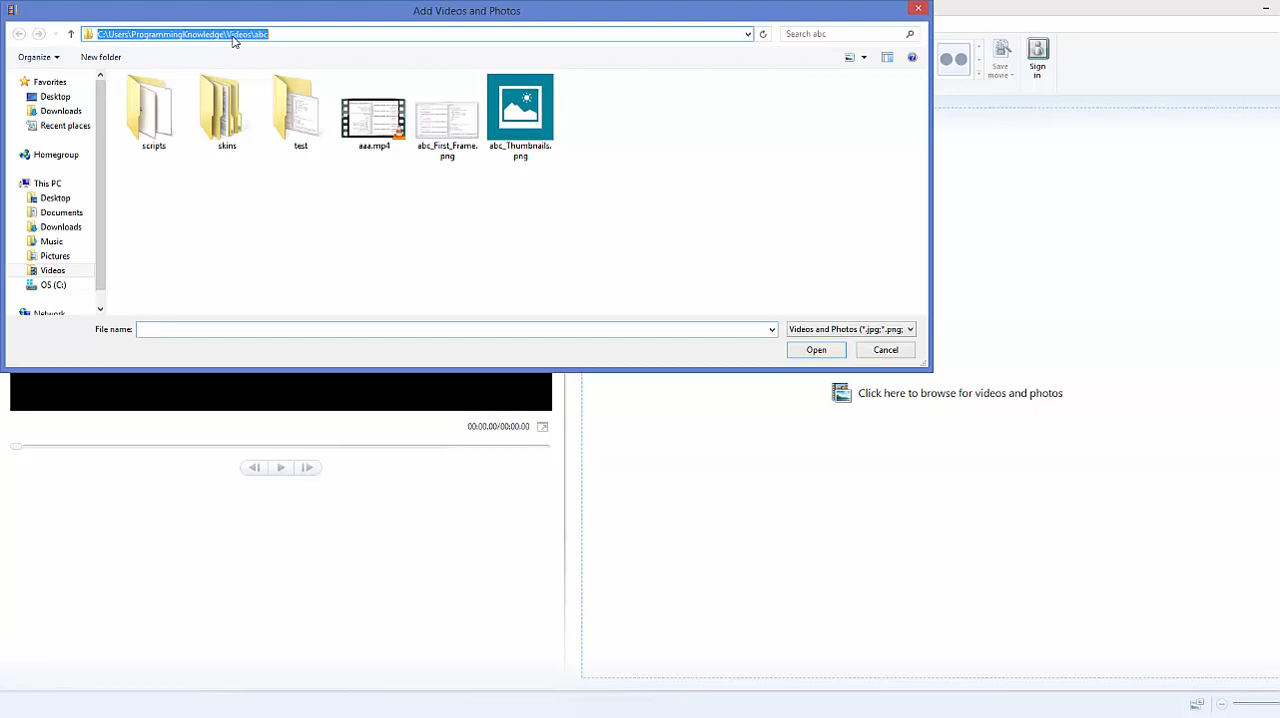 Add Videos and Photos
C:\Users\ProgrammingKnowledge\Videos\abc
Search abc
Organize
New folder
Favorites
Desktop
Downloads
Recent places
Homegroup
This PC
Desktop
Documents
Downloads
Music
Pictures
Videos
OS (C:)
Network
scripts
skins
test
aaa.mp4
abc_First_Frame.
png
abc_Thumbnails.
png
File name:
Videos and Photos (*.jpg;*.png;
Open
Cancel
Save
movie
Sign
in
Click here to browse for videos and photos
00:00.00/00:00.00